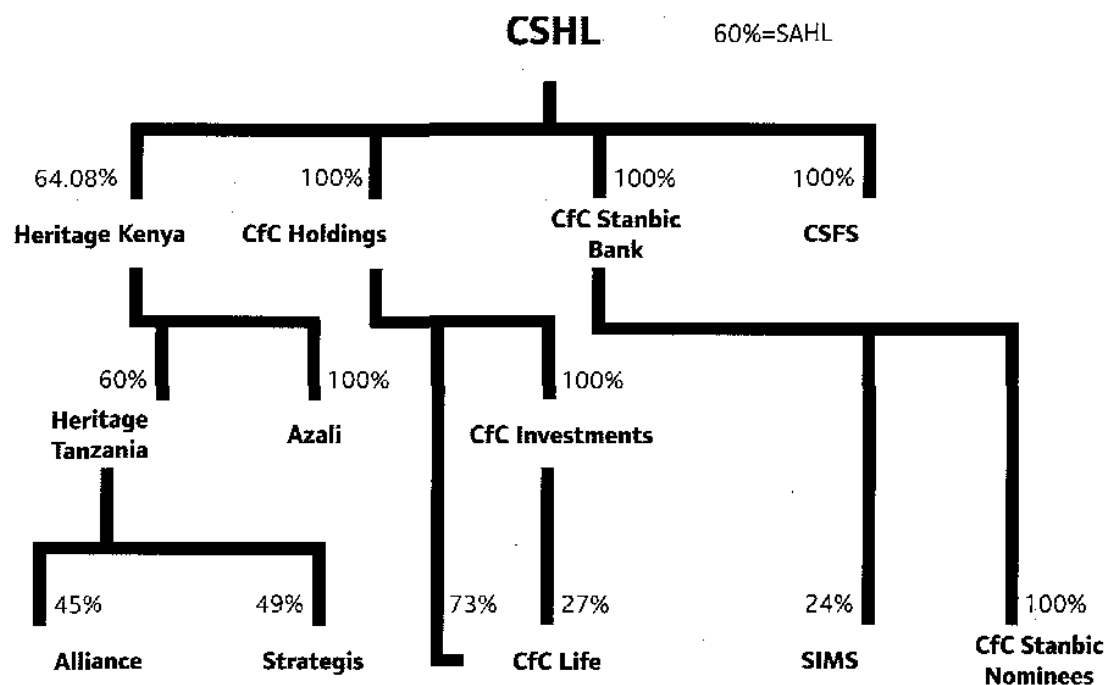 CSHL 60%=SAHL
64.08% 100% 100% 100%
Heritage Kenya CfC Holdings CfC Stanbic
Bank CSFS
60% 100% 100%
Heritage
Tanzania Azali CfC Investments
45% 49% 73% 27% 24% 100%
Alliance Strategis CfC Life SIMS CfC Stanbic
Nominees